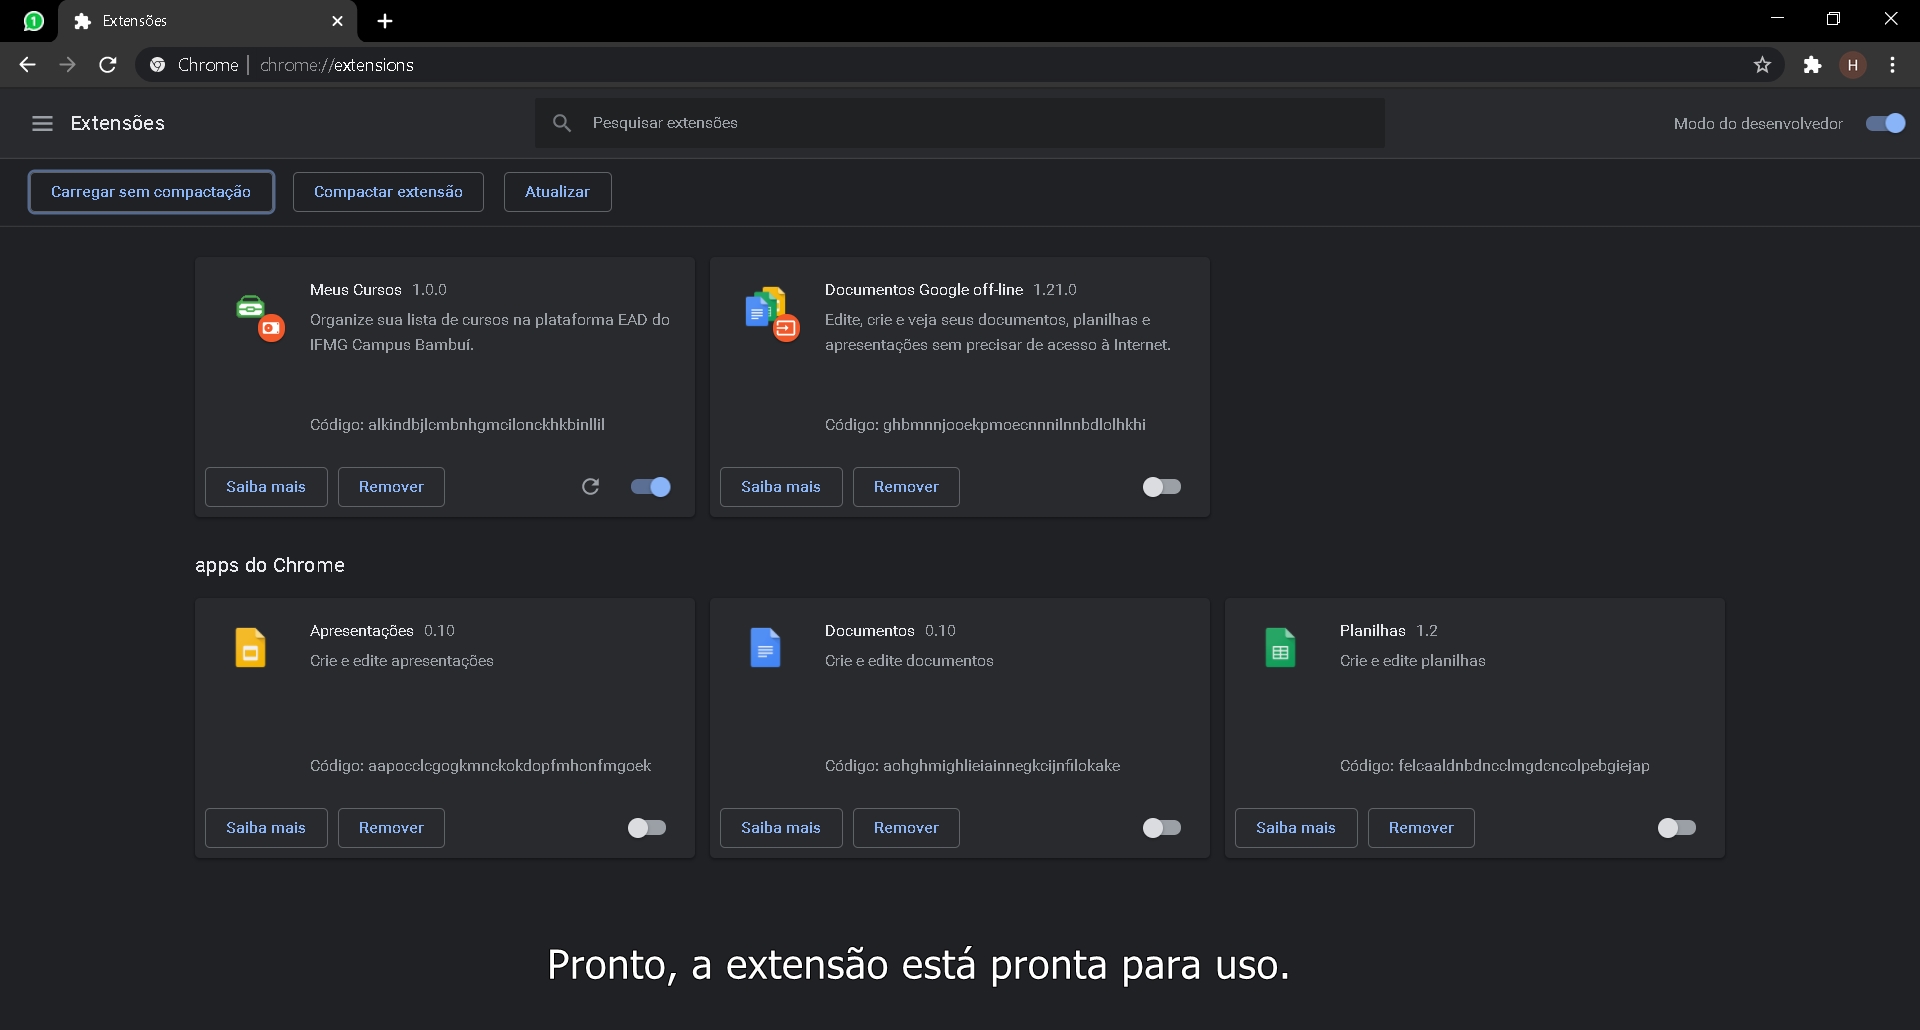 1
Extensões
Chrome | chrome://extensions
H
Extensões
Pesquisar extensões
Modo do desenvolvedor
Carregar sem compactação
Compactar extensão
Atualizar
Meus Cursos 1.0.0
Organize sua lista de cursos na plataforma EAD do
IFMG Campus Bambuí.
Código: alkindbjlcmbnhgmcilonckhkbinllil
Saiba mais
Remover
Documentos Google off-line 1.21.0
Edite, crie e veja seus documentos, planilhas e
apresentações sem precisar de acesso à Internet.
Código: ghbmnnjooekpmoecnnnilnnbdlolhkhi
Saiba mais
Remover
apps do Chrome
Apresentações 0.10
Crie e edite apresentações
Código: aapocclcgogkmnckokdopfmhonfmgoek
Saiba mais
Remover
Documentos 0.10
Crie e edite documentos
Código: aohghmighlieiainnegkcijnfilokake
Saiba mais
Remover
Planilhas 1.2
Crie e edite planilhas
Código: felcaaldnbdncclmgdcncolpebgiejap
Saiba mais
Remover
Pronto, a extensão está pronta para uso.